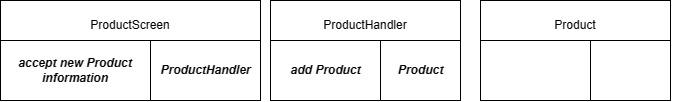 ProductScreen
accept new Product
information
ProductHandler
ProductHandler
add Product
Product
Product